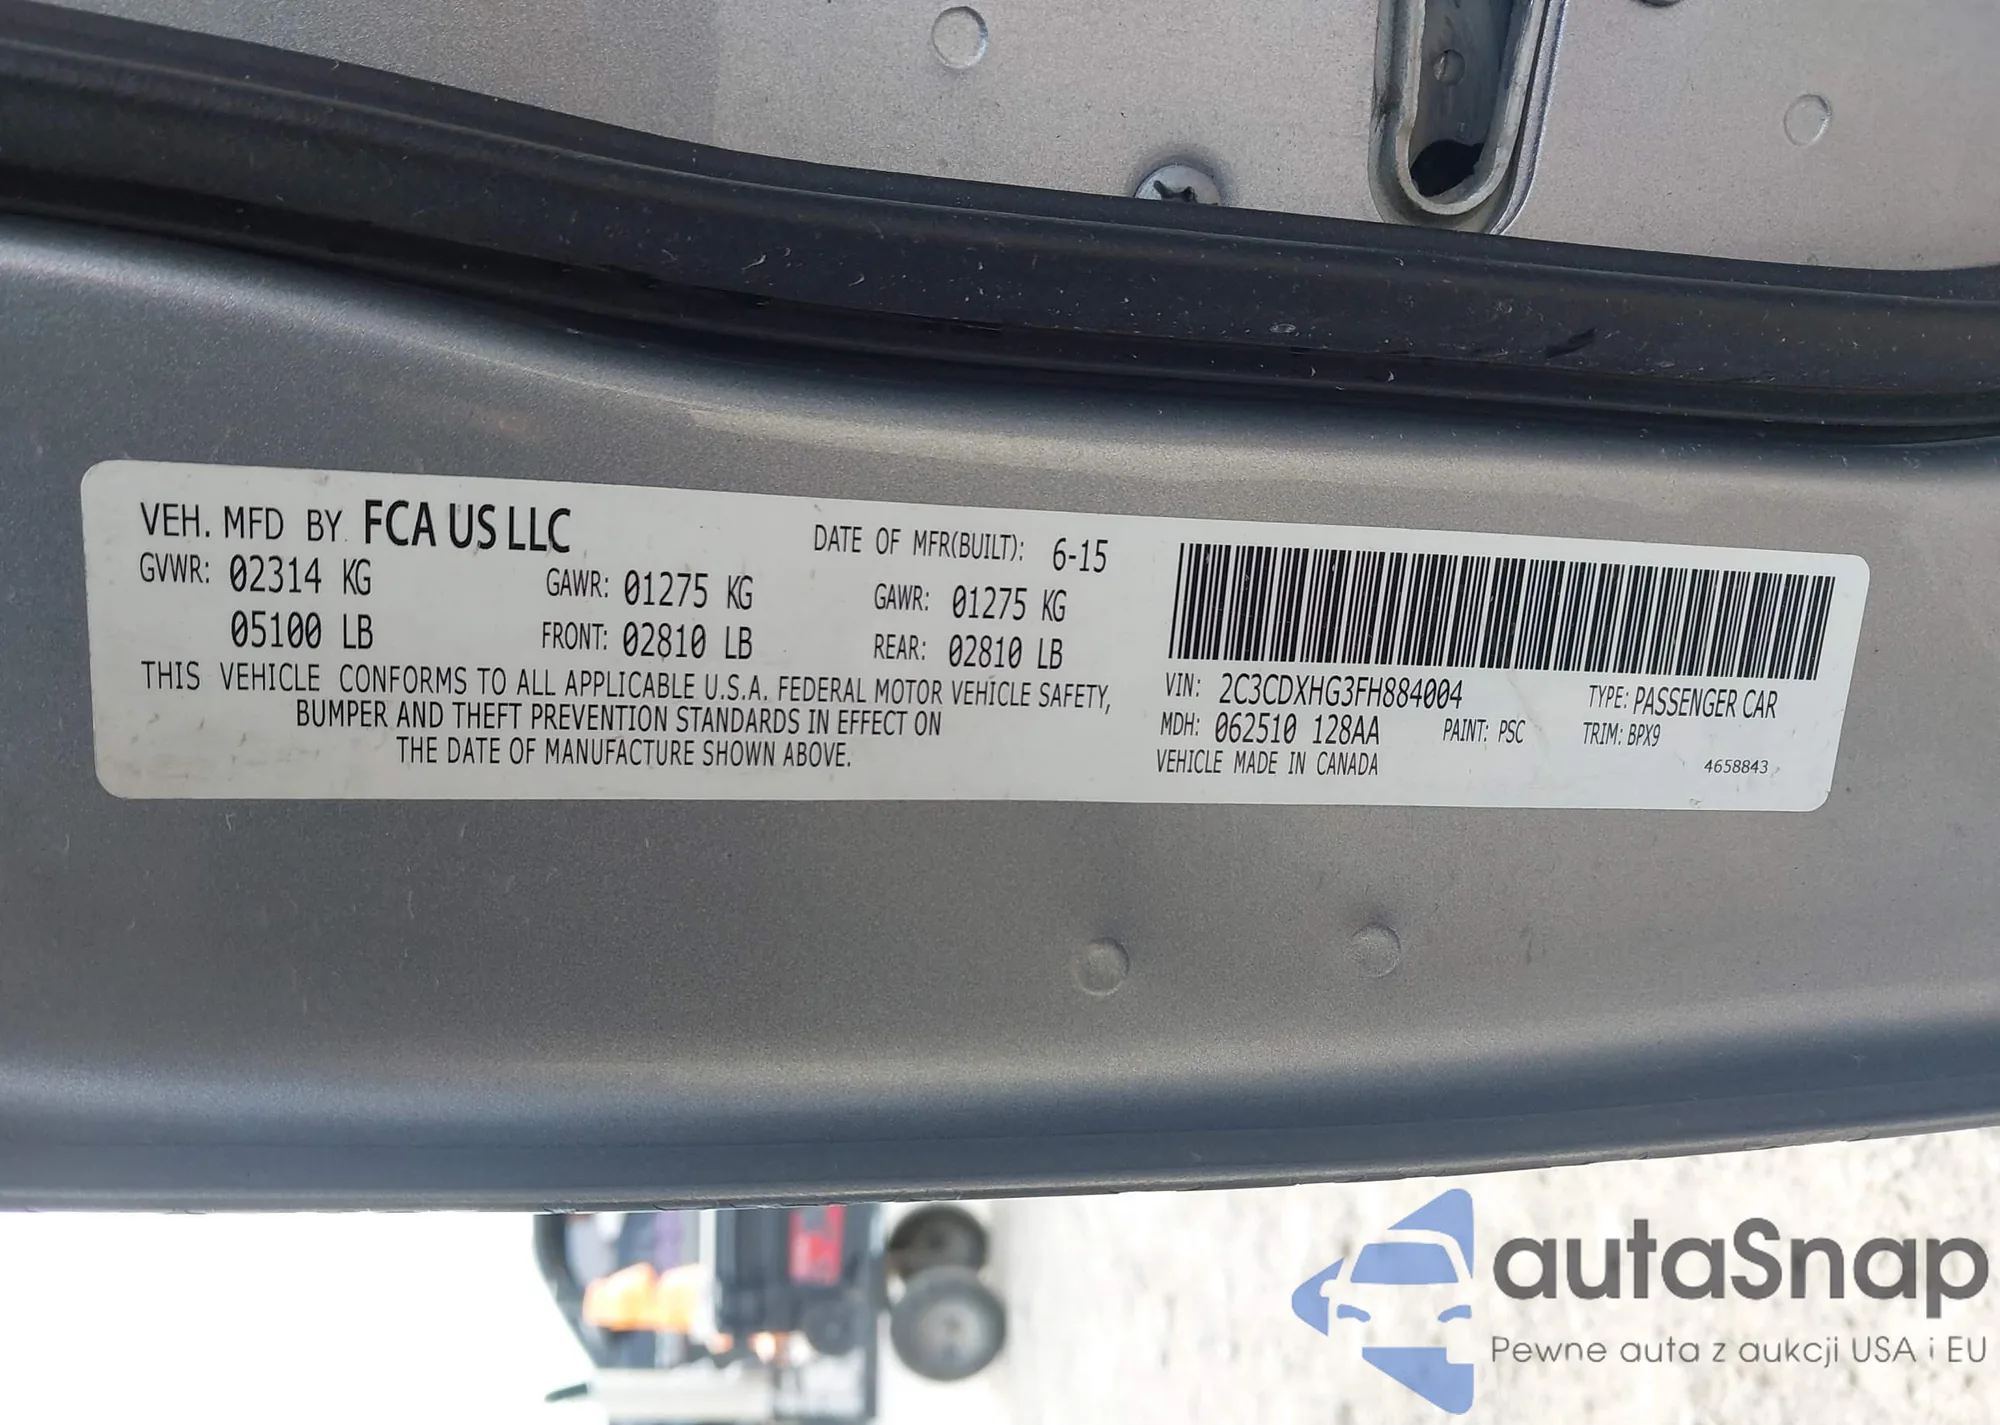 VEH. MFD BY FCA US LLC DATE OF MFR(BUILT): 6-15
GVWR: 02314 KG GAWR: 01275 KG GAWR: 01275 KG
05100 LB FRONT: 02810 LB REAR: 02810 LB
THIS VEHICLE CONFORMS TO ALL APPLICABLE U.S.A. FEDERAL MOTOR VEHICLE SAFETY,
BUMPER AND THEFT PREVENTION STANDARDS IN EFFECT ON
THE DATE OF MANUFACTURE SHOWN ABOVE.
VIN: 2C3CDXHG3FH884004 TYPE: PASSENGER CAR
MDH: 062510 128AA PAINT: PSC TRIM: BPX9
VEHICLE MADE IN CANADA 4658843
autaSnap
Pewne auta z aukcji USA i EU